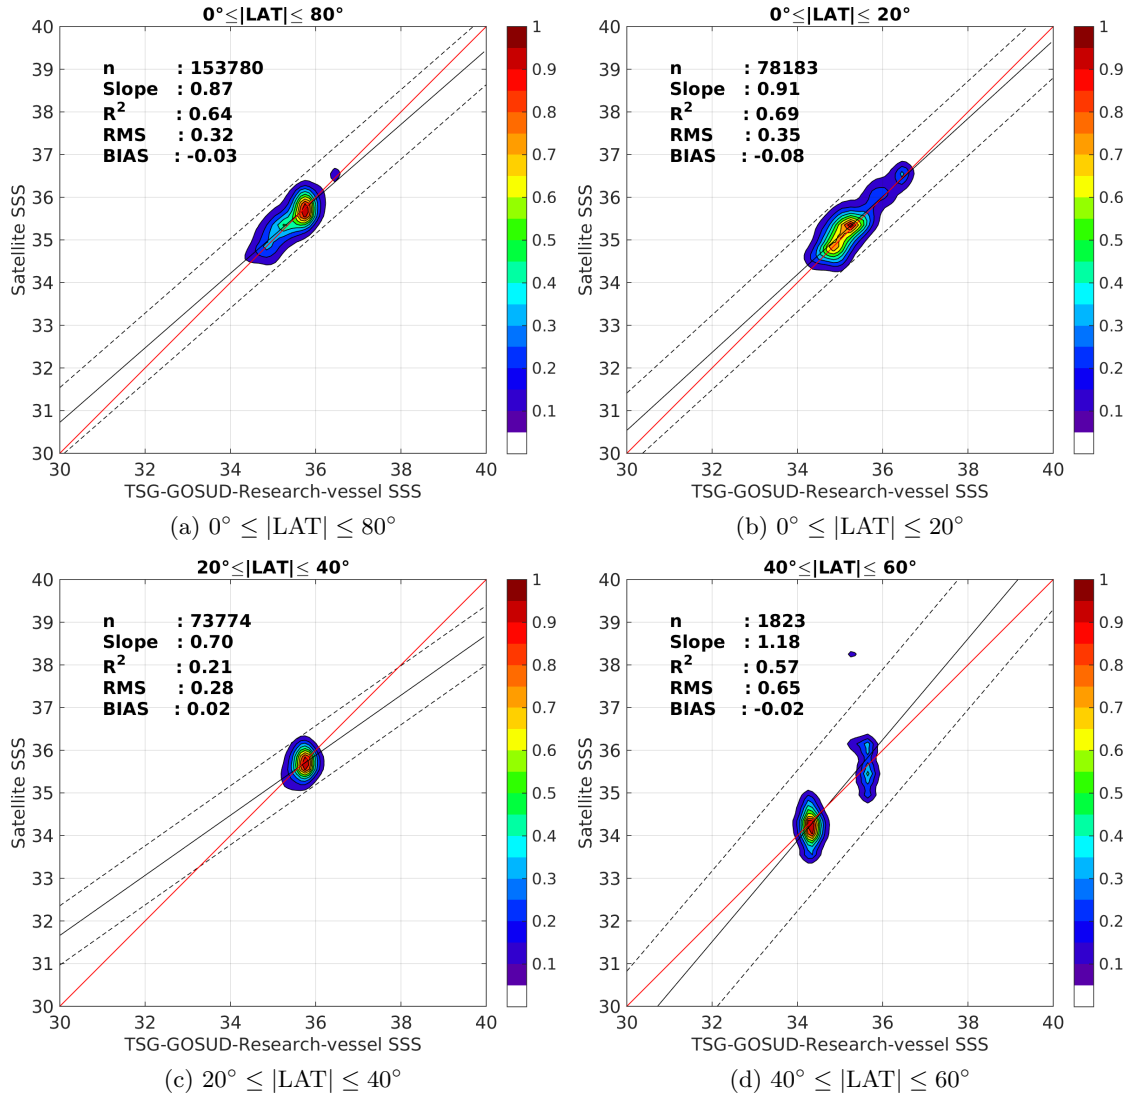 0°≤|LAT|≤ 80°
n : 153780
Slope : 0.87
R2 : 0.64
RMS : 0.32
BIAS : -0.03
40
39
38
37
36
35
34
33
32
31
30
30 32 34 36 38 40
Satellite SSS
TSG-GOSUD-Research-vessel SSS
1
0.9
0.8
0.7
0.6
0.5
0.4
0.3
0.2
0.1
(a) 0° ≤ |LAT| ≤ 80°
0°≤|LAT|≤ 20°
n : 78183
Slope : 0.91
R2 : 0.69
RMS : 0.35
BIAS : -0.08
40
39
38
37
36
35
34
33
32
31
30
30 32 34 36 38 40
Satellite SSS
TSG-GOSUD-Research-vessel SSS
1
0.9
0.8
0.7
0.6
0.5
0.4
0.3
0.2
0.1
(b) 0° ≤ |LAT| ≤ 20°
20°≤|LAT|≤ 40°
n : 73774
Slope : 0.70
R2 : 0.21
RMS : 0.28
BIAS : 0.02
40
39
38
37
36
35
34
33
32
31
30
30 32 34 36 38 40
Satellite SSS
TSG-GOSUD-Research-vessel SSS
1
0.9
0.8
0.7
0.6
0.5
0.4
0.3
0.2
0.1
(c) 20° ≤ |LAT| ≤ 40°
40°≤|LAT|≤ 60°
n : 1823
Slope : 1.18
R2 : 0.57
RMS : 0.65
BIAS : -0.02
40
39
38
37
36
35
34
33
32
31
30
30 32 34 36 38 40
Satellite SSS
TSG-GOSUD-Research-vessel SSS
1
0.9
0.8
0.7
0.6
0.5
0.4
0.3
0.2
0.1
(d) 40° ≤ |LAT| ≤ 60°